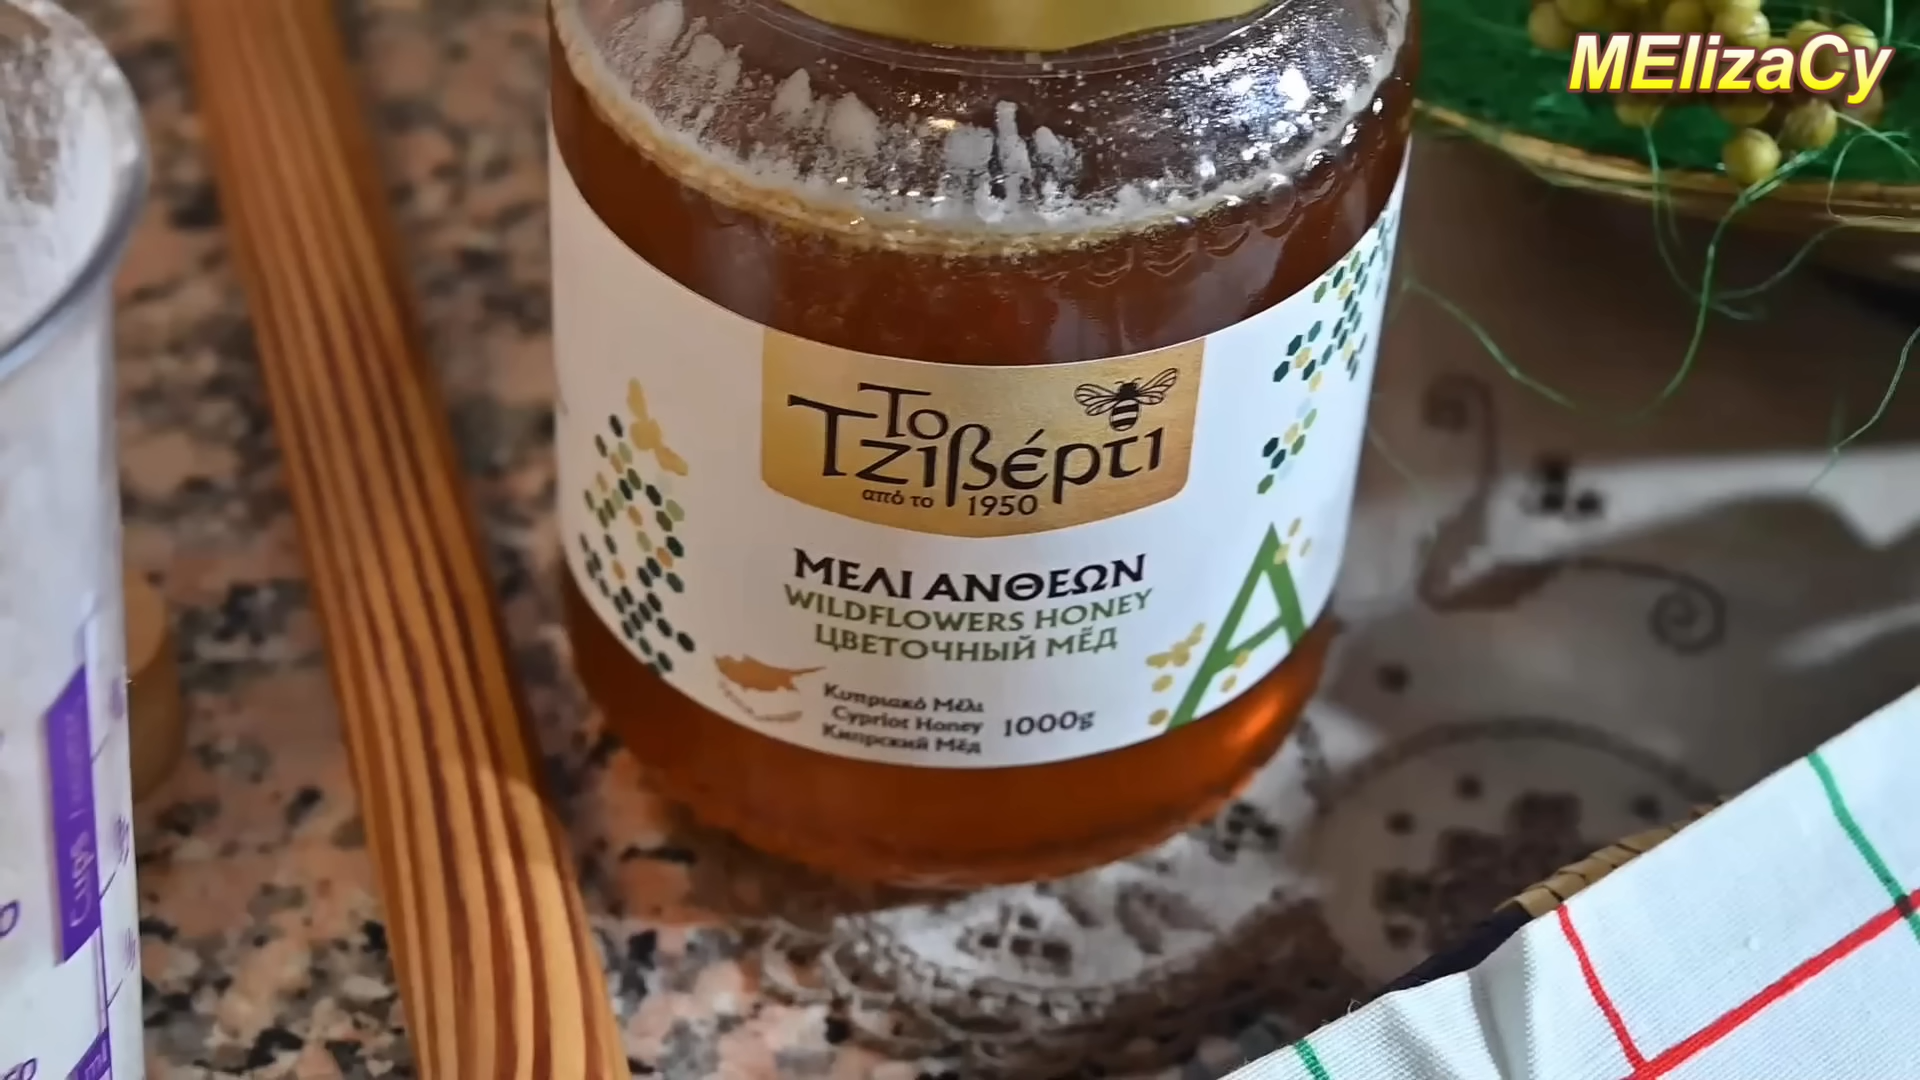 MElizaCy
Το
Τζιβέρτι
από το 1950
ΜΕΛΙ ΑΝΘΕΩΝ
WILDFLOWERS HONEY
ЦВЕТОЧНЫЙ МЁД
Κυπριακό Μέλι
Cypriot Honey
Кипрский Мёд
1000g
A
Cups